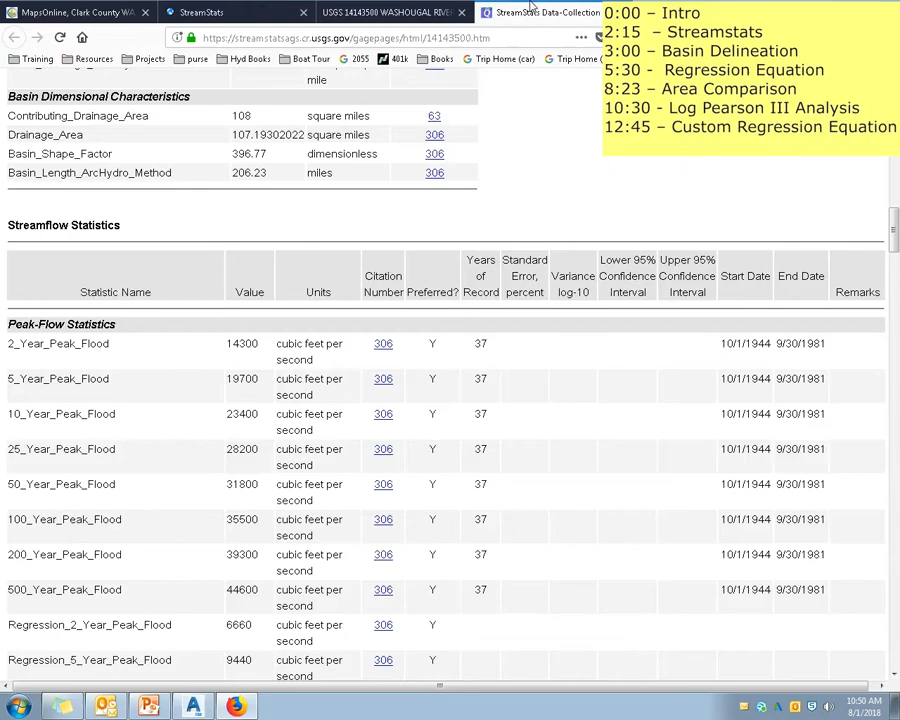 MapsOnline, Clark County WA
StreamStats
USGS 14143500 WASHOUGAL RIVE
StreamStats Data-Collection
https://streamstatsags.cr.usgs.gov/gagepages/html/14143500.htm
Training Resources Projects purse Hyd Books Boat Tour 2055 401k Books Trip Home (car) Trip Home (
0:00 – Intro
2:15 – Streamstats
3:00 – Basin Delineation
5:30 - Regression Equation
8:23 – Area Comparison
10:30 - Log Pearson III Analysis
12:45 – Custom Regression Equation
mile
Basin Dimensional Characteristics
Contributing_Drainage_Area 108 square miles 63
Drainage_Area 107.19302022 square miles 306
Basin_Shape_Factor 396.77 dimensionless 306
Basin_Length_ArcHydro_Method 206.23 miles 306
Streamflow Statistics
Statistic Name Value Units Citation Number Preferred? Years of Record Standard Error, percent Variance log-10 Lower 95% Confidence Interval Upper 95% Confidence Interval Start Date End Date Remarks
Peak-Flow Statistics
2_Year_Peak_Flood 14300 cubic feet per second 306 Y 37 10/1/1944 9/30/1981
5_Year_Peak_Flood 19700 cubic feet per second 306 Y 37 10/1/1944 9/30/1981
10_Year_Peak_Flood 23400 cubic feet per second 306 Y 37 10/1/1944 9/30/1981
25_Year_Peak_Flood 28200 cubic feet per second 306 Y 37 10/1/1944 9/30/1981
50_Year_Peak_Flood 31800 cubic feet per second 306 Y 37 10/1/1944 9/30/1981
100_Year_Peak_Flood 35500 cubic feet per second 306 Y 37 10/1/1944 9/30/1981
200_Year_Peak_Flood 39300 cubic feet per second 306 Y 37 10/1/1944 9/30/1981
500_Year_Peak_Flood 44600 cubic feet per second 306 Y 37 10/1/1944 9/30/1981
Regression_2_Year_Peak_Flood 6660 cubic feet per second 306 Y
Regression_5_Year_Peak_Flood 9440 cubic feet per second 306 Y
10:50 AM
8/1/2018